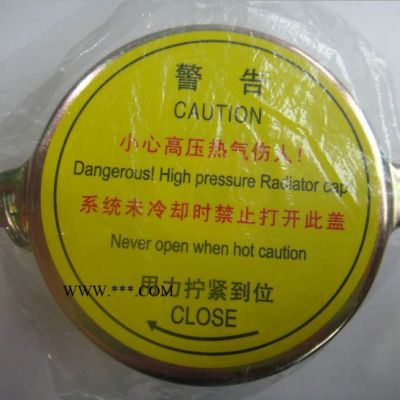 警 告
CAUTION
小心高压热气伤人！
Dangerous! High pressure Radiator cap
系统未冷却时禁止打开此盖
Never open when hot caution
用力拧紧到位
WWW.***.COM
CLOSE